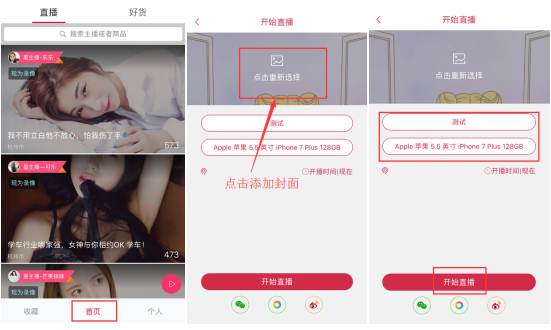 直播 好货
搜索主播或者商品
星主播-乐乐
现为录像
我不用立白他不放心，怕我伤了手
杭州市
573
星主播—可乐
现为录像
学车行业哪家强，女神与你相约OK 学车！
杭州市
473
星主播-芒果妹妹
现为录像
收藏 首页 个人
开始直播
点击重新选择
测试
Apple 苹果 5.5 英寸 iPhone 7 Plus 128GB
开播时间|现在
点击添加封面
开始直播
开始直播
点击重新选择
测试
Apple 苹果 5.5 英寸 iPhone 7 Plus 128GB
开播时间|现在
开始直播